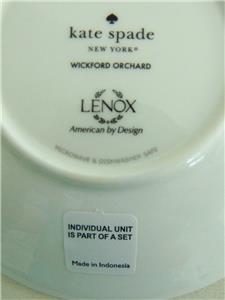 kate spade
NEW YORK®
WICKFORD ORCHARD
LENOX
American by Design
MICROWAVE & DISHWASHER SAFE
INDIVIDUAL UNIT
IS PART OF A SET
Made in Indonesia